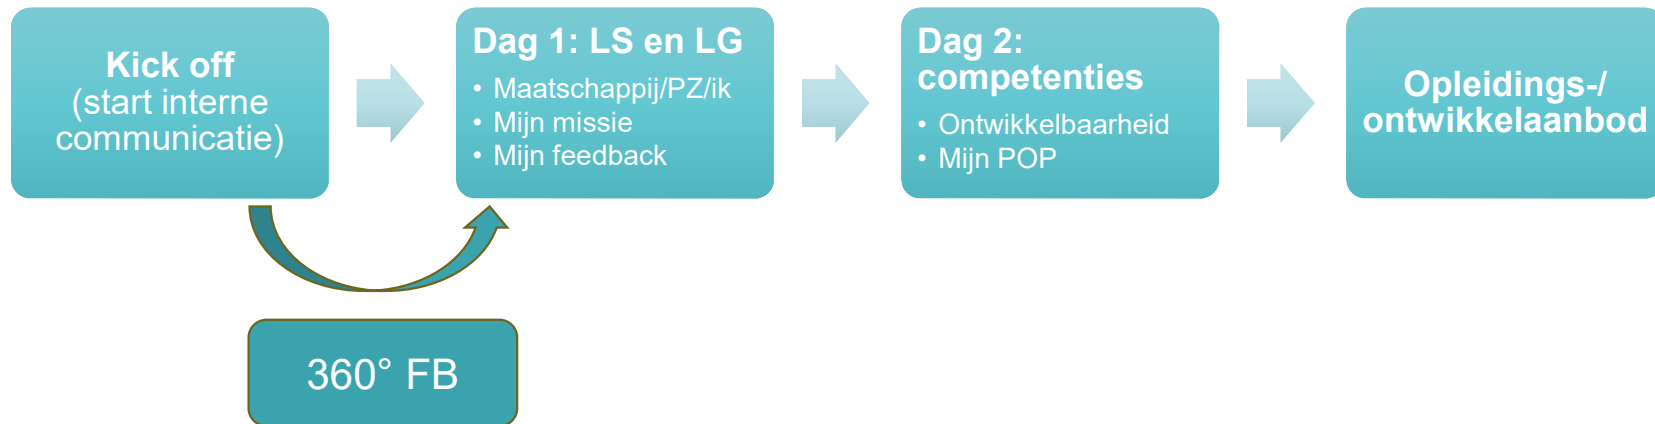 Kick off
(start interne
communicatie)
Dag 1: LS en LG
• Maatschappij/PZ/ik
• Mijn missie
• Mijn feedback
Dag 2:
competenties
• Ontwikkelbaarheid
• Mijn POP
Opleidings-/
ontwikkelaanbod
360° FB